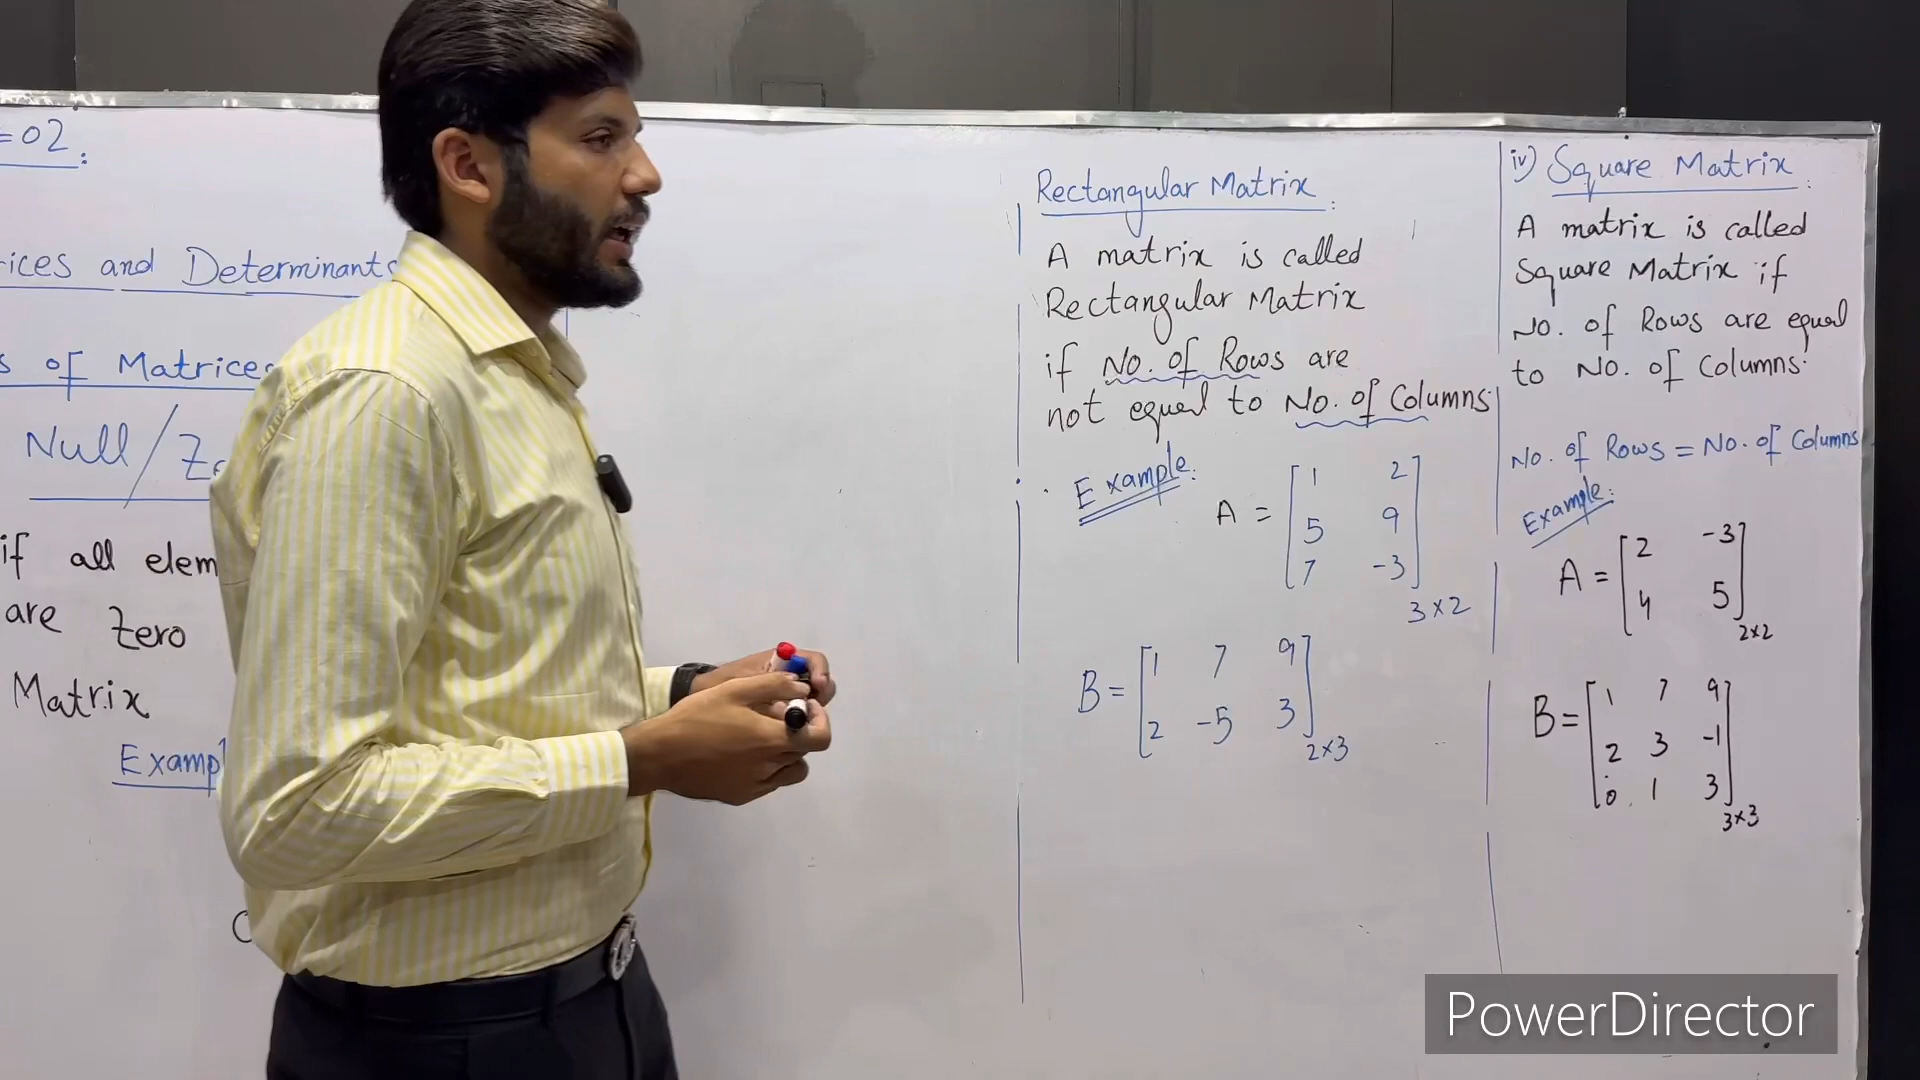 =02.
rices and Determinants
s of Matrices
Null/Ze
if all elem
are Zero
Matrix
Exampl
Rectangular Matrix.
A matrix is called
Rectangular Matrix
if No. of Rows are
not equal to No. of Columns.
Example:
A = [ 1 2
5 9
7 -3 ] 3×2
B = [ 1 7 9
2 -5 3 ] 2×3
iv) Square Matrix.
A matrix is called
Square Matrix if
No. of Rows are equal
to No. of Columns.
No. of Rows = No. of Columns
Example:
A = [ 2 -3
4 5 ] 2×2
B = [ 1 7 9
2 3 -1
0 1 3 ] 3×3
PowerDirector